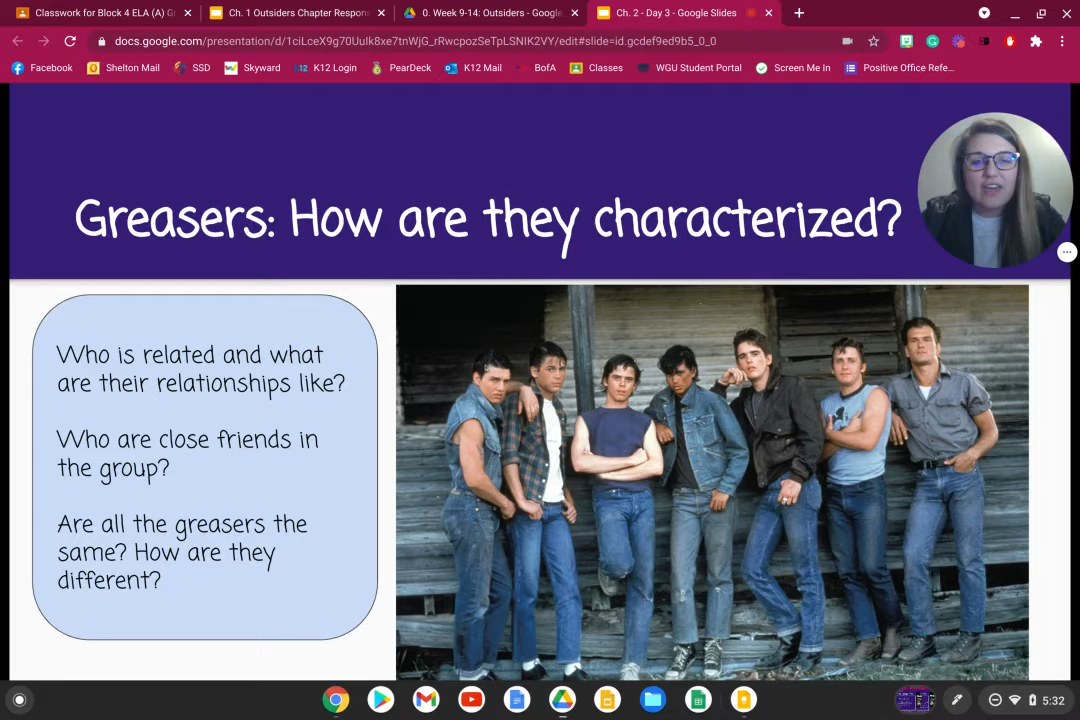 Classwork for Block 4 ELA (A) Gr
Ch. 1 Outsiders Chapter Respon
0. Week 9-14: Outsiders - Google
Ch. 2 - Day 3 - Google Slides
docs.google.com/presentation/d/1ciLceX9g70UuIk8xe7tnWjG_rRwcpozSeTpLSNIK2VY/edit#slide=id.gcdef9ed9b5_0_0
Facebook
Shelton Mail
SSD
Skyward
K12 Login
PearDeck
K12 Mail
BofA
Classes
WGU Student Portal
Screen Me In
Positive Office Refe...
Greasers: How are they characterized?
Who is related and what
are their relationships like?
Who are close friends in
the group?
Are all the greasers the
same? How are they
different?
5:32